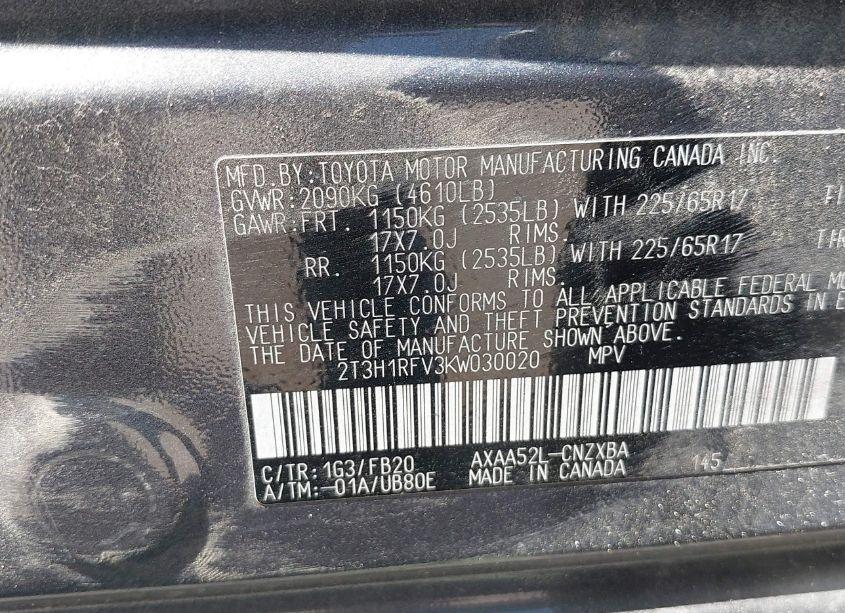 MFD.BY:TOYOTA MOTOR MANUFACTURING CANADA INC.
GVWR:2090KG (4610LB)
GAWR:FRT. 1150KG (2535LB) WITH 225/65R17
17X7.0J RIMS.
RR. 1150KG (2535LB) WITH 225/65R17
17X7.0J RIMS.
THIS VEHICLE CONFORMS TO ALL APPLICABLE FEDERAL MO
VEHICLE SAFETY AND THEFT PREVENTION STANDARDS IN E
THE DATE OF MANUFACTURE SHOWN ABOVE.
2T3H1RFV3KW030020 MPV
C/TR:1G3/FB20 AXAA52L-CNZXBA 145
A/TM:-01A/UB80E MADE IN CANADA